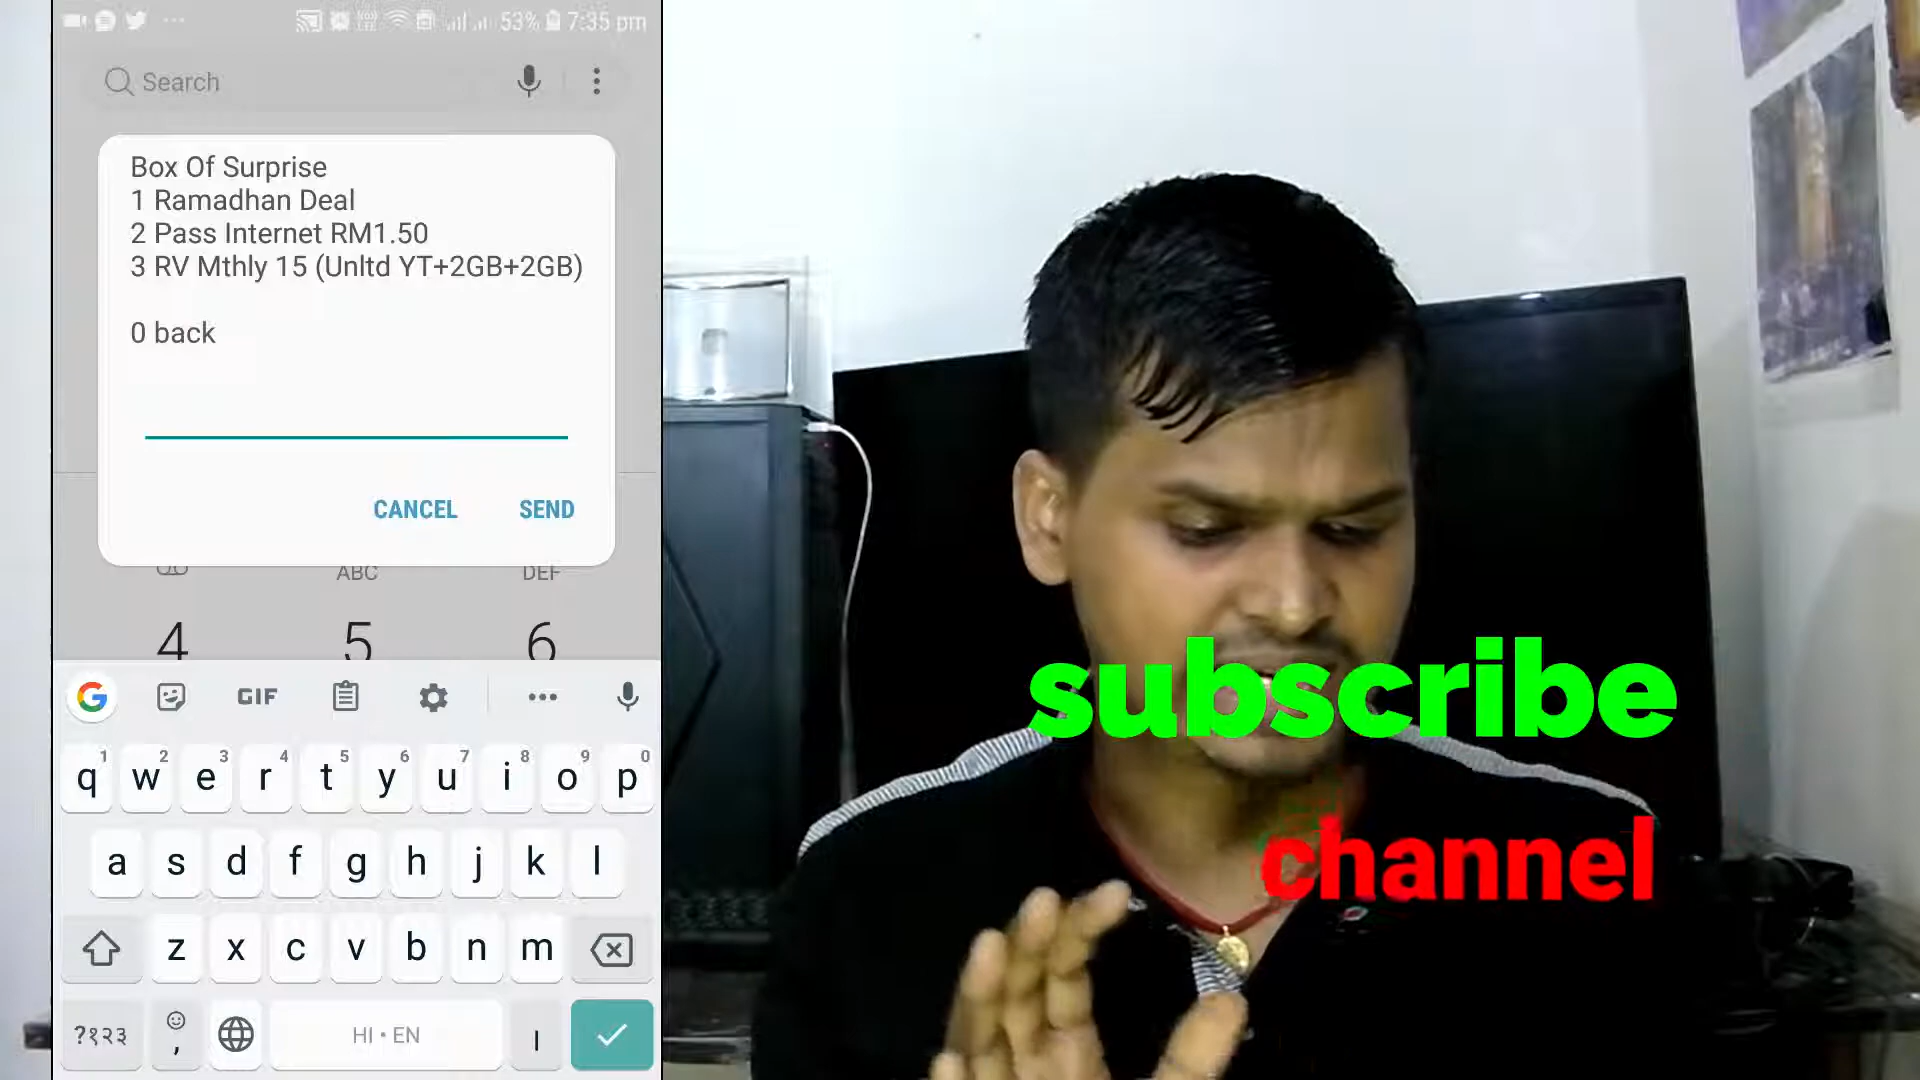 53% 7:35 pm
Search
Box Of Surprise
1 Ramadhan Deal
2 Pass Internet RM1.50
3 RV Mthly 15 (Unltd YT+2GB+2GB)
0 back
CANCEL SEND
ABC DEF
4 5 6
G GIF
1 2 3 4 5 6 7 8 9 0
q w e r t y u i o p
a s d f g h j k l
z x c v b n m
?१२३ , HI • EN ।
subscribe
channel